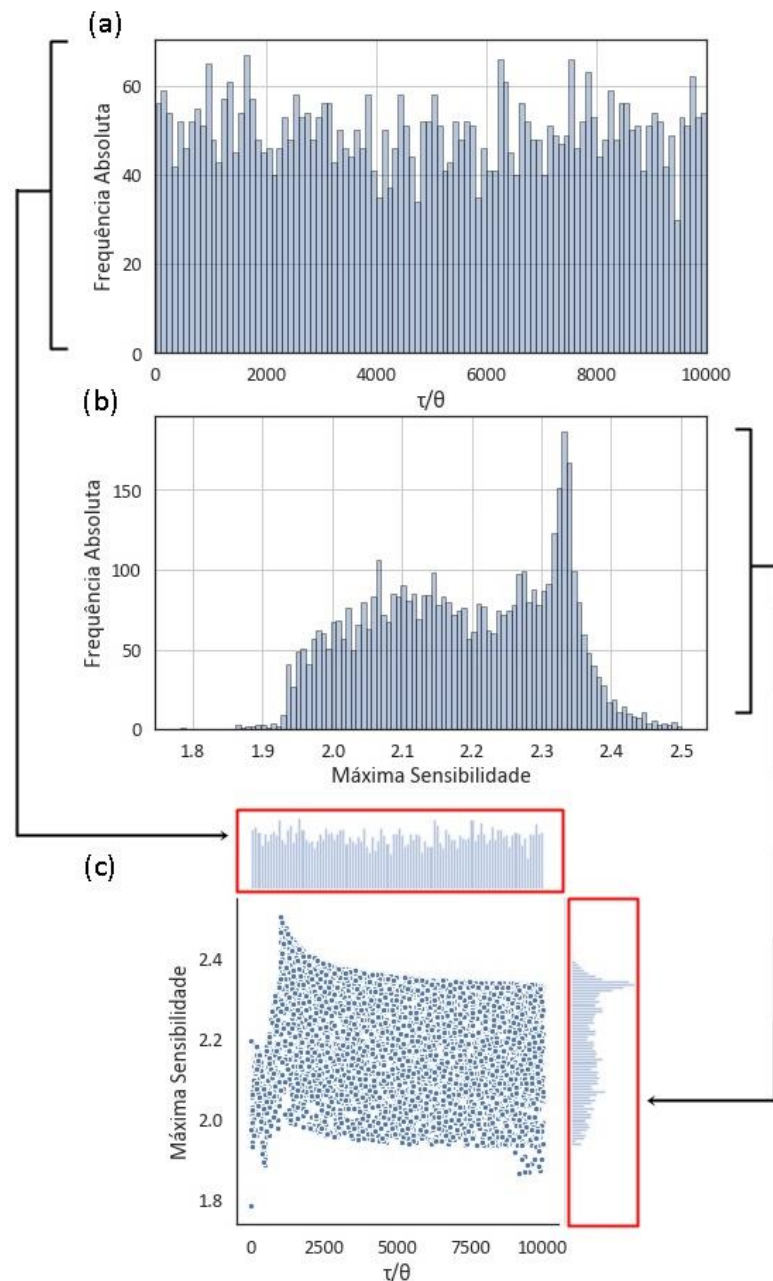 (a)
Frequência Absoluta
60
40
20
0
0 2000 4000 6000 8000 10000
τ/θ
(b)
Frequência Absoluta
150
100
50
0
1.8 1.9 2.0 2.1 2.2 2.3 2.4 2.5
Máxima Sensibilidade
(c)
Máxima Sensibilidade
2.4
2.2
2.0
1.8
0 2500 5000 7500 10000
τ/θ